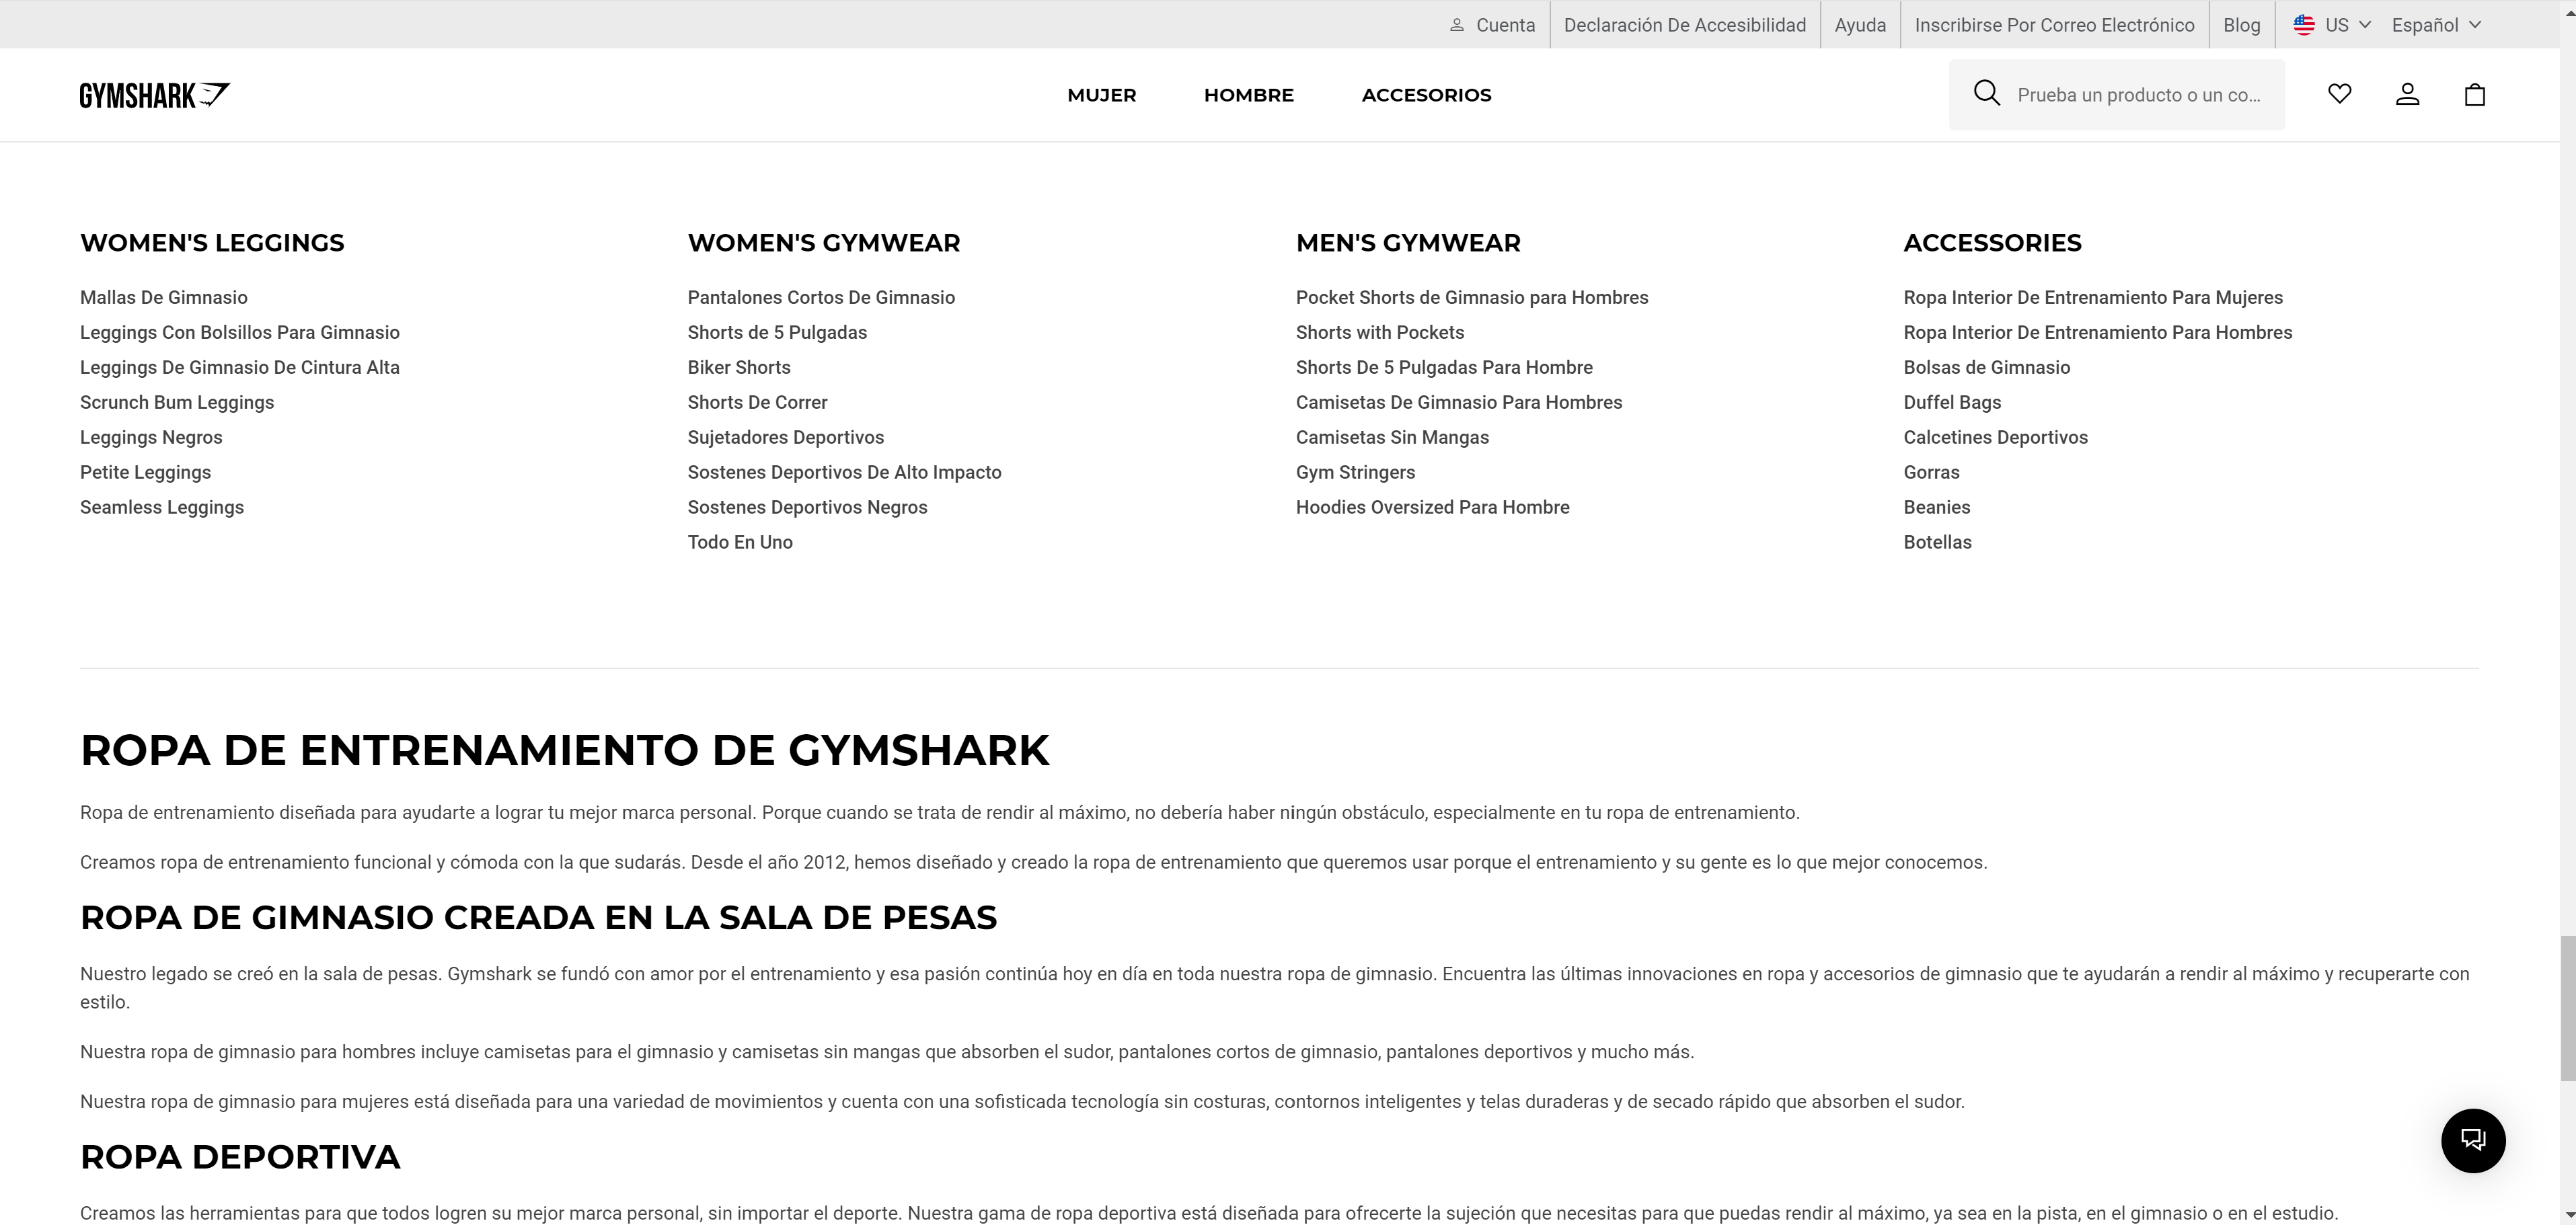 Cuenta
Declaración De Accesibilidad
Ayuda
Inscribirse Por Correo Electrónico
Blog
US
Español
GYMSHARK
MUJER
HOMBRE
ACCESORIOS
Prueba un producto o un co...
WOMEN'S LEGGINGS
Mallas De Gimnasio
Leggings Con Bolsillos Para Gimnasio
Leggings De Gimnasio De Cintura Alta
Scrunch Bum Leggings
Leggings Negros
Petite Leggings
Seamless Leggings
WOMEN'S GYMWEAR
Pantalones Cortos De Gimnasio
Shorts de 5 Pulgadas
Biker Shorts
Shorts De Correr
Sujetadores Deportivos
Sostenes Deportivos De Alto Impacto
Sostenes Deportivos Negros
Todo En Uno
MEN'S GYMWEAR
Pocket Shorts de Gimnasio para Hombres
Shorts with Pockets
Shorts De 5 Pulgadas Para Hombre
Camisetas De Gimnasio Para Hombres
Camisetas Sin Mangas
Gym Stringers
Hoodies Oversized Para Hombre
ACCESSORIES
Ropa Interior De Entrenamiento Para Mujeres
Ropa Interior De Entrenamiento Para Hombres
Bolsas de Gimnasio
Duffel Bags
Calcetines Deportivos
Gorras
Beanies
Botellas
ROPA DE ENTRENAMIENTO DE GYMSHARK
Ropa de entrenamiento diseñada para ayudarte a lograr tu mejor marca personal. Porque cuando se trata de rendir al máximo, no debería haber ningún obstáculo, especialmente en tu ropa de entrenamiento.
Creamos ropa de entrenamiento funcional y cómoda con la que sudarás. Desde el año 2012, hemos diseñado y creado la ropa de entrenamiento que queremos usar porque el entrenamiento y su gente es lo que mejor conocemos.
ROPA DE GIMNASIO CREADA EN LA SALA DE PESAS
Nuestro legado se creó en la sala de pesas. Gymshark se fundó con amor por el entrenamiento y esa pasión continúa hoy en día en toda nuestra ropa de gimnasio. Encuentra las últimas innovaciones en ropa y accesorios de gimnasio que te ayudarán a rendir al máximo y recuperarte con
estilo.
Nuestra ropa de gimnasio para hombres incluye camisetas para el gimnasio y camisetas sin mangas que absorben el sudor, pantalones cortos de gimnasio, pantalones deportivos y mucho más.
Nuestra ropa de gimnasio para mujeres está diseñada para una variedad de movimientos y cuenta con una sofisticada tecnología sin costuras, contornos inteligentes y telas duraderas y de secado rápido que absorben el sudor.
ROPA DEPORTIVA
Creamos las herramientas para que todos logren su mejor marca personal, sin importar el deporte. Nuestra gama de ropa deportiva está diseñada para ofrecerte la sujeción que necesitas para que puedas rendir al máximo, ya sea en la pista, en el gimnasio o en el estudio.